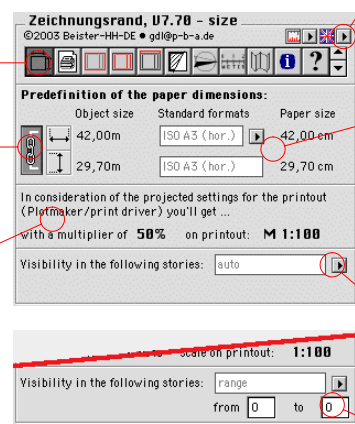 Zeichnungsrand, V7.70 - size
©2003 Beister-HH-DE ● gdl@p-b-a.de
METER
i ?
Predefinition of the paper dimensions:
Object size Standard formats Paper size
42,00m ISO A3 (hor.) 42,00 cm
29,70m ISO A3 (hor.) 29,70 cm
In consideration of the projected settings for the printout
(Plotmaker/print driver) you'll get ...
with a multiplier of 50% on printout: M 1:100
Visibility in the following stories: auto
scale on printout: 1:100
Visibility in the following stories: range
from 0 to 0